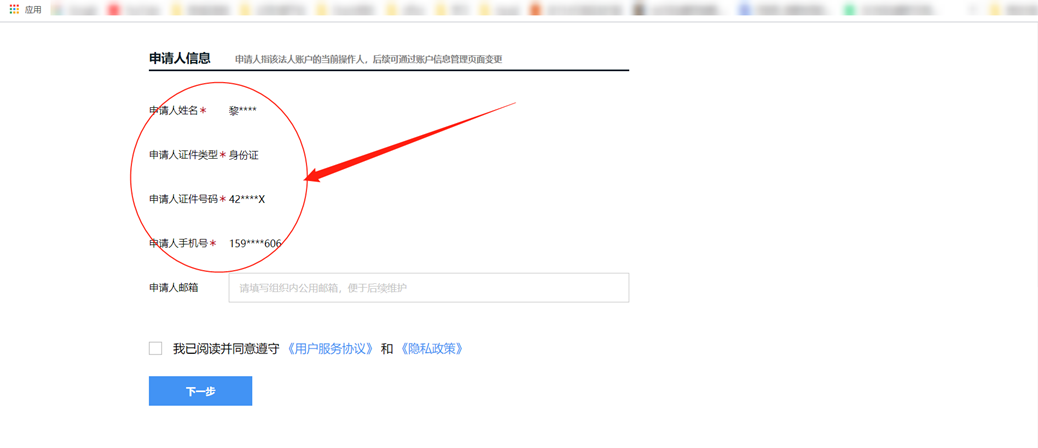 应用
申请人信息 申请人指该法人账户的当前操作人，后续可通过账户信息管理页面变更
申请人姓名* 黎****
申请人证件类型* 身份证
申请人证件号码* 42****X
申请人手机号* 159****606
申请人邮箱 请填写组织内公用邮箱，便于后续维护
我已阅读并同意遵守 《用户服务协议》 和 《隐私政策》
下一步